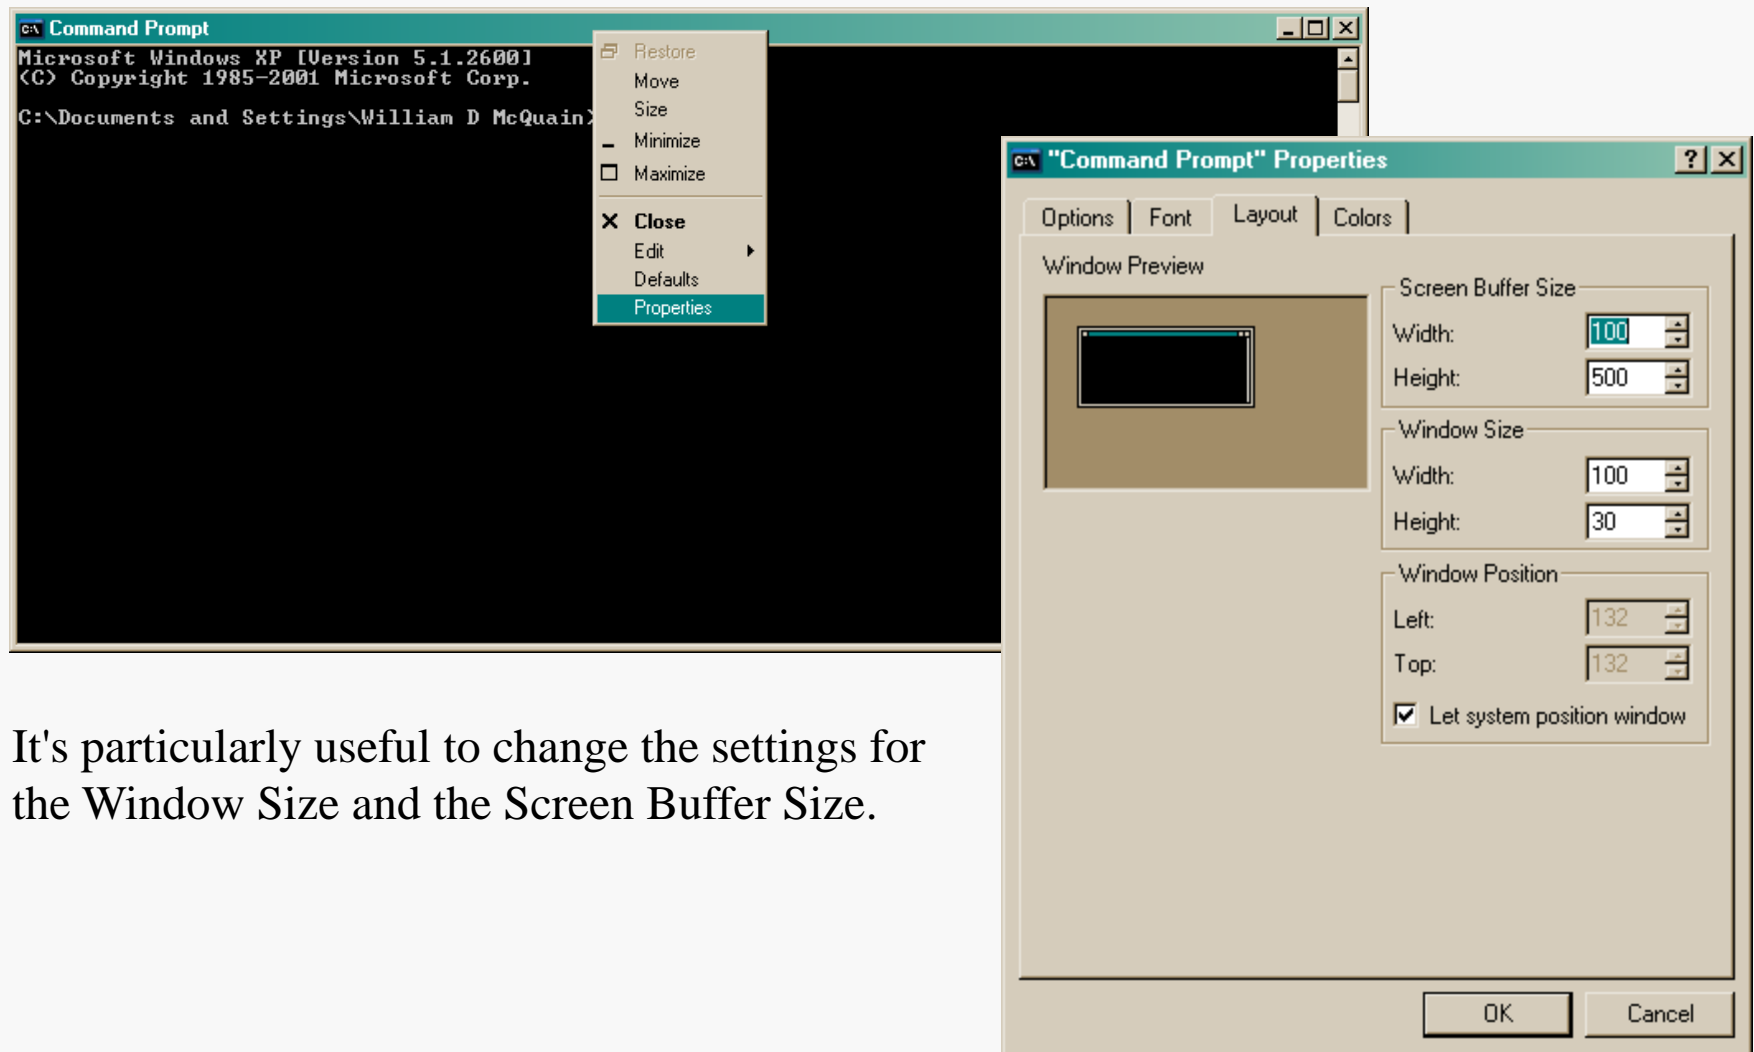 Command Prompt
Microsoft Windows XP [Version 5.1.2600]
(C) Copyright 1985-2001 Microsoft Corp.
C:\Documents and Settings\William D McQuain>
Restore
Move
Size
Minimize
Maximize
Close
Edit
Defaults
Properties
"Command Prompt" Properties
Options Font Layout Colors
Window Preview
Screen Buffer Size
Width: 100
Height: 500
Window Size
Width: 100
Height: 30
Window Position
Left: 132
Top: 132
Let system position window
OK Cancel
It's particularly useful to change the settings for
the Window Size and the Screen Buffer Size.